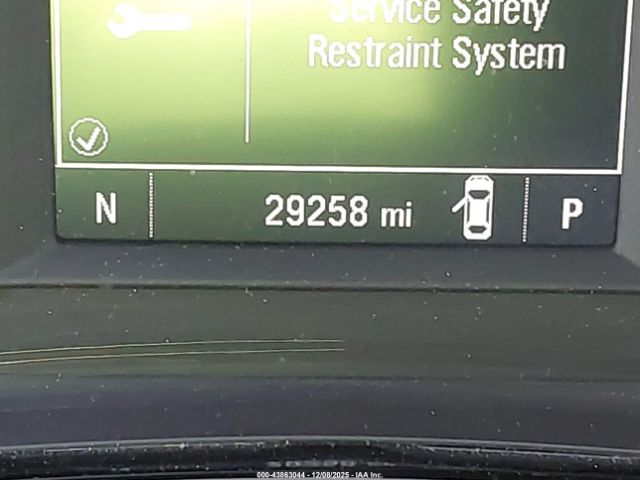 Service Safety
Restraint System
N
29258 mi
P
000-43863044 - 12/08/2025 - IAA Inc.